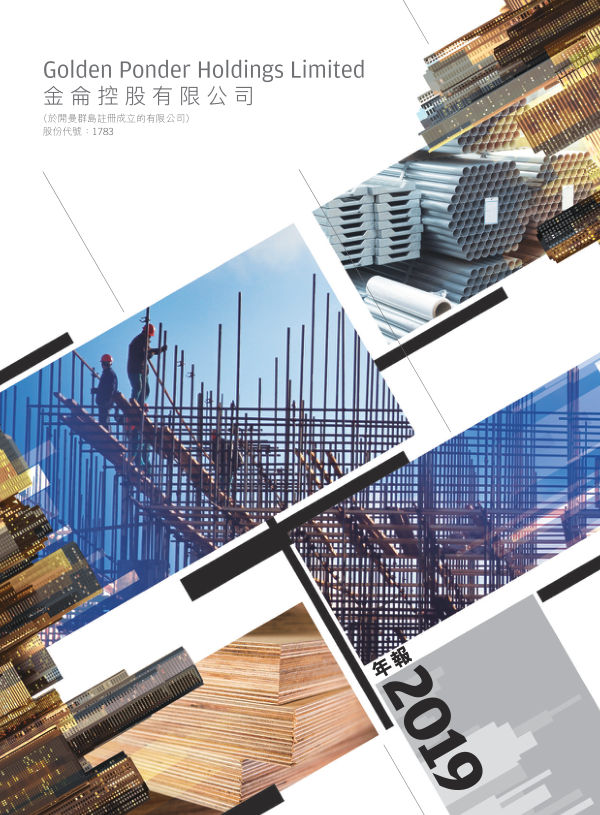 Golden Ponder Holdings Limited
金侖控股有限公司
（於開曼群島註冊成立的有限公司）
股份代號：1783
年報
2019